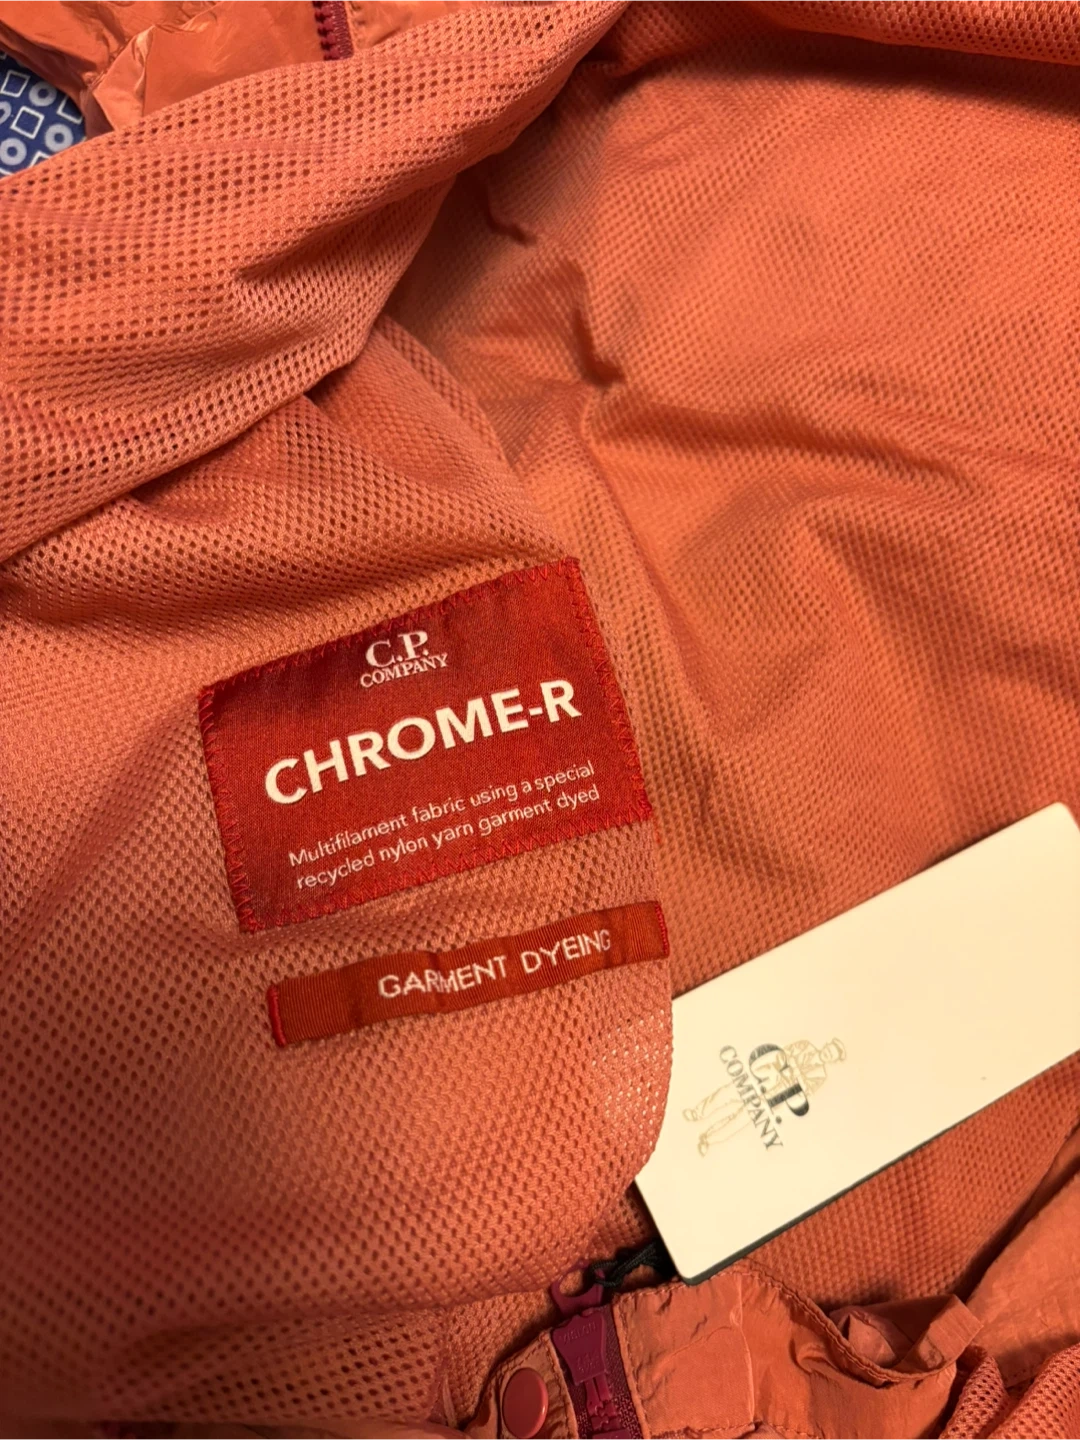 C.P.
COMPANY
CHROME-R
Multifilament fabric using a special
recycled nylon yarn garment dyed
GARMENT DYEING
C.P.
COMPANY